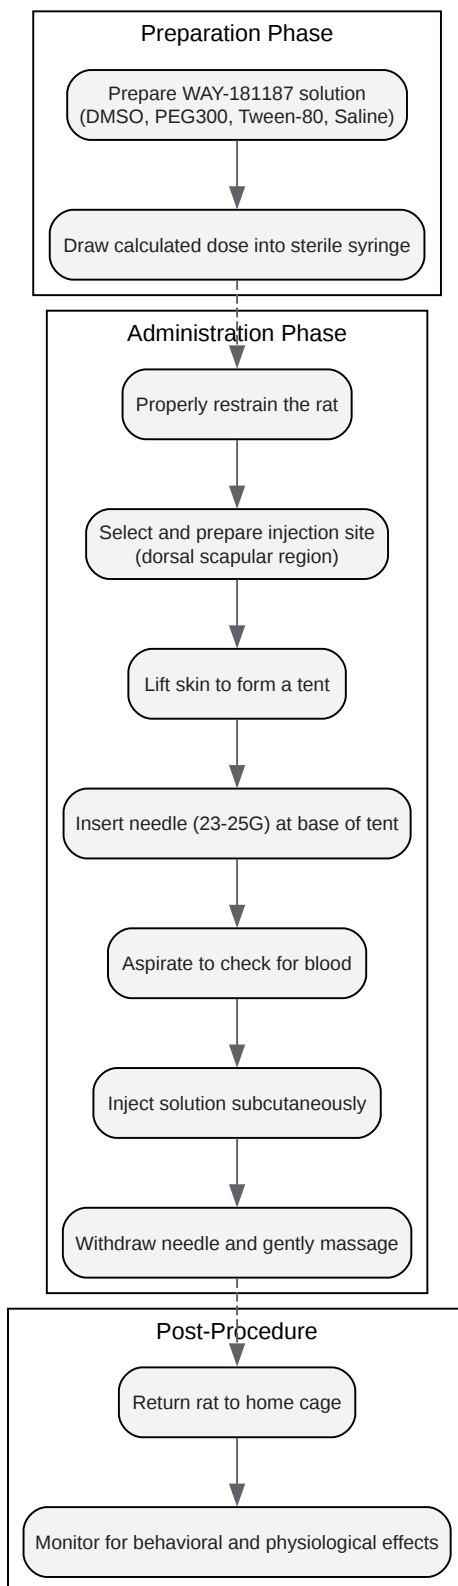 Preparation Phase
Prepare WAY-181187 solution
(DMSO, PEG300, Tween-80, Saline)
Draw calculated dose into sterile syringe
Administration Phase
Properly restrain the rat
Select and prepare injection site
(dorsal scapular region)
Lift skin to form a tent
Insert needle (23-25G) at base of tent
Aspirate to check for blood
Inject solution subcutaneously
Withdraw needle and gently massage
Post-Procedure
Return rat to home cage
Monitor for behavioral and physiological effects